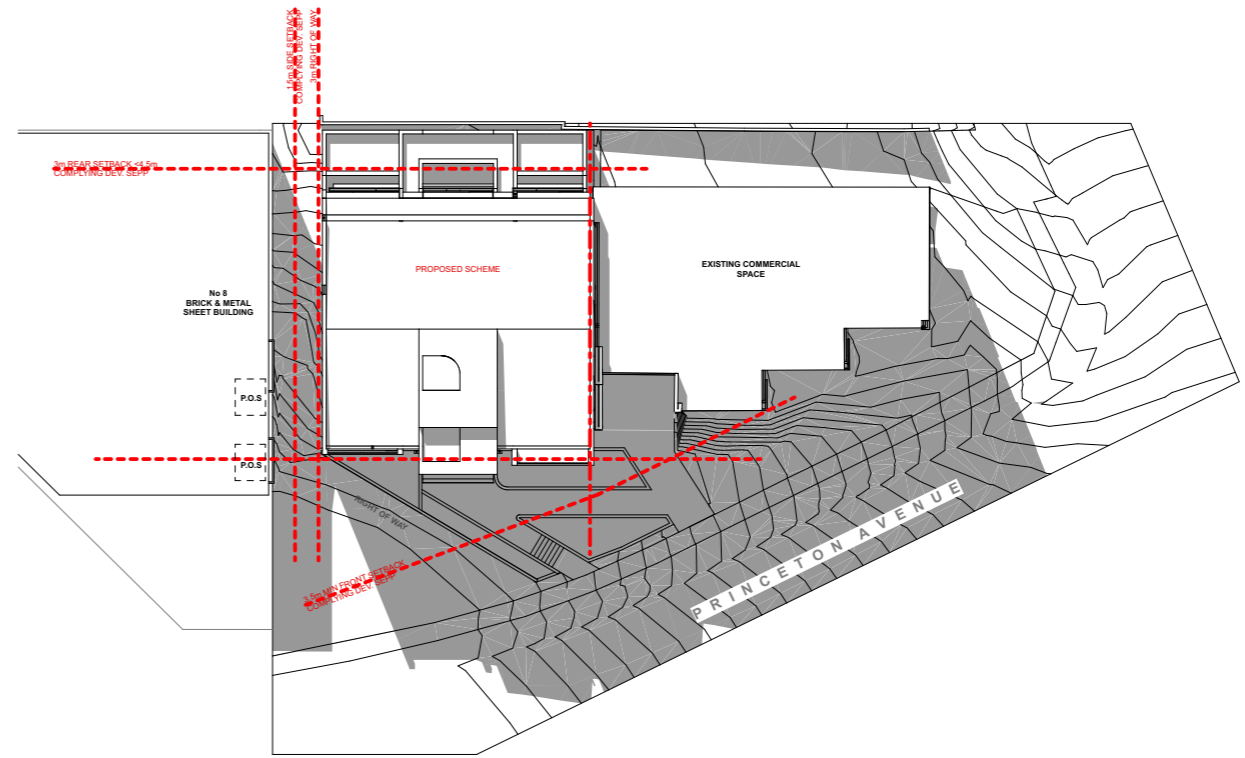 1.5m SIDE SETBACK
COMPLYING DEV. SEPP
3m RIGHT OF WAY
3m REAR SETBACK <4.5m
COMPLYING DEV. SEPP
PROPOSED SCHEME
EXISTING COMMERCIAL
SPACE
No 8
BRICK & METAL
SHEET BUILDING
P.O.S
P.O.S
RIGHT OF WAY
3.5m MIN FRONT SETBACK
COMPLYING DEV. SEPP
PRINCETON AVENUE